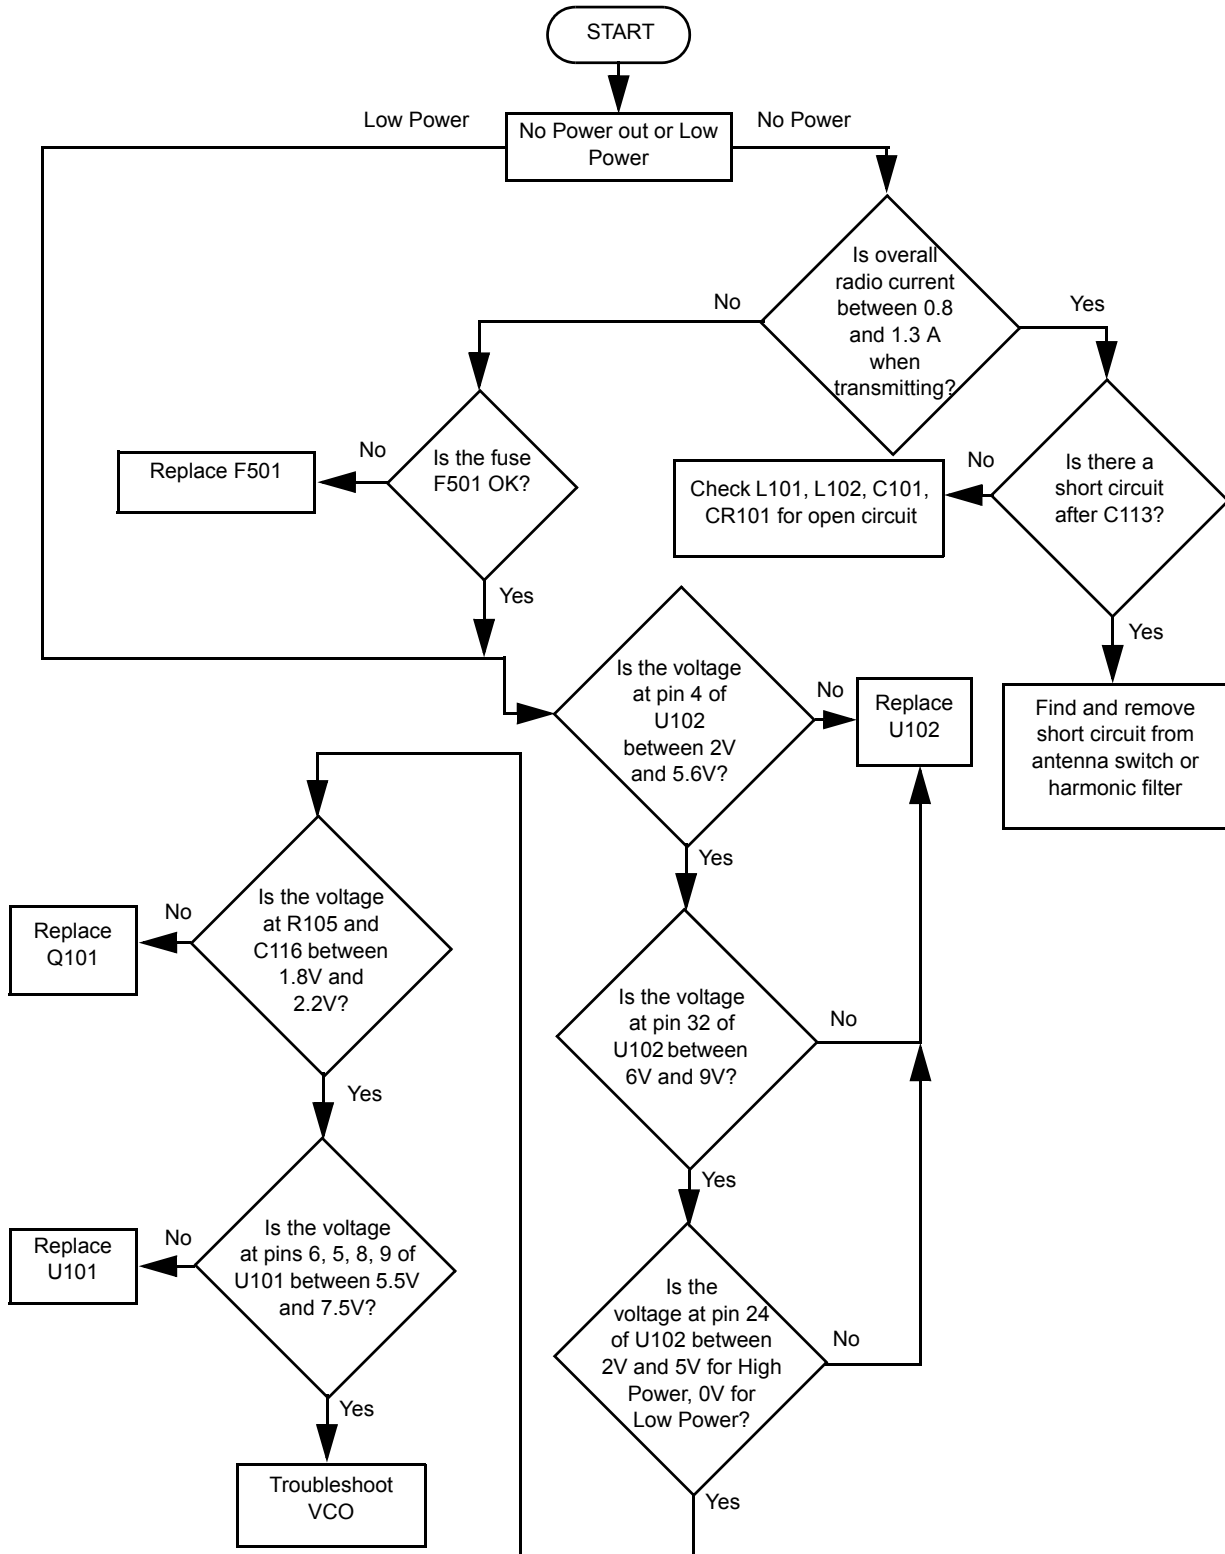 START
Low Power
No Power out or Low
Power
No Power
Is overall
radio current
between 0.8
and 1.3 A
when
transmitting?
No
Yes
Is the fuse
F501 OK?
No
Replace F501
Yes
Is there a
short circuit
after C113?
No
Check L101, L102, C101,
CR101 for open circuit
Yes
Find and remove
short circuit from
antenna switch or
harmonic filter
Is the voltage
at pin 4 of
U102
between 2V
and 5.6V?
No
Replace
U102
Yes
Is the voltage
at pin 32 of
U102 between
6V and 9V?
No
Yes
Is the
voltage at pin 24
of U102 between
2V and 5V for High
Power, 0V for
Low Power?
No
Yes
Is the voltage
at R105 and
C116 between
1.8V and
2.2V?
No
Replace
Q101
Yes
Is the voltage
at pins 6, 5, 8, 9 of
U101 between 5.5V
and 7.5V?
No
Replace
U101
Yes
Troubleshoot
VCO